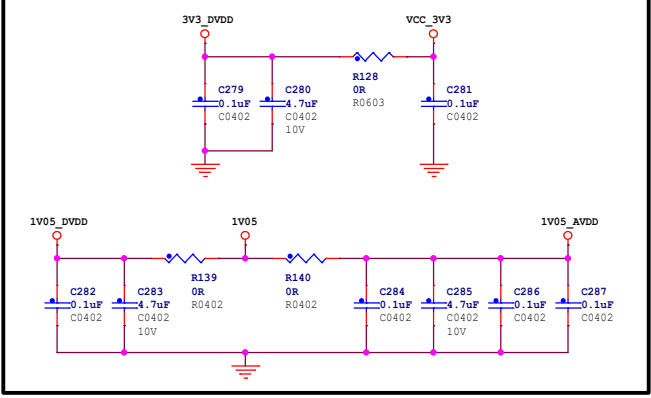 3V3_DVDD
VCC_3V3
R128
0R
R0603
C279
0.1uF
C0402
C280
4.7uF
C0402
10V
C281
0.1uF
C0402
1V05_DVDD
1V05
1V05_AVDD
R139
0R
R0402
R140
0R
R0402
C282
0.1uF
C0402
C283
4.7uF
C0402
10V
C284
0.1uF
C0402
C285
4.7uF
C0402
10V
C286
0.1uF
C0402
C287
0.1uF
C0402